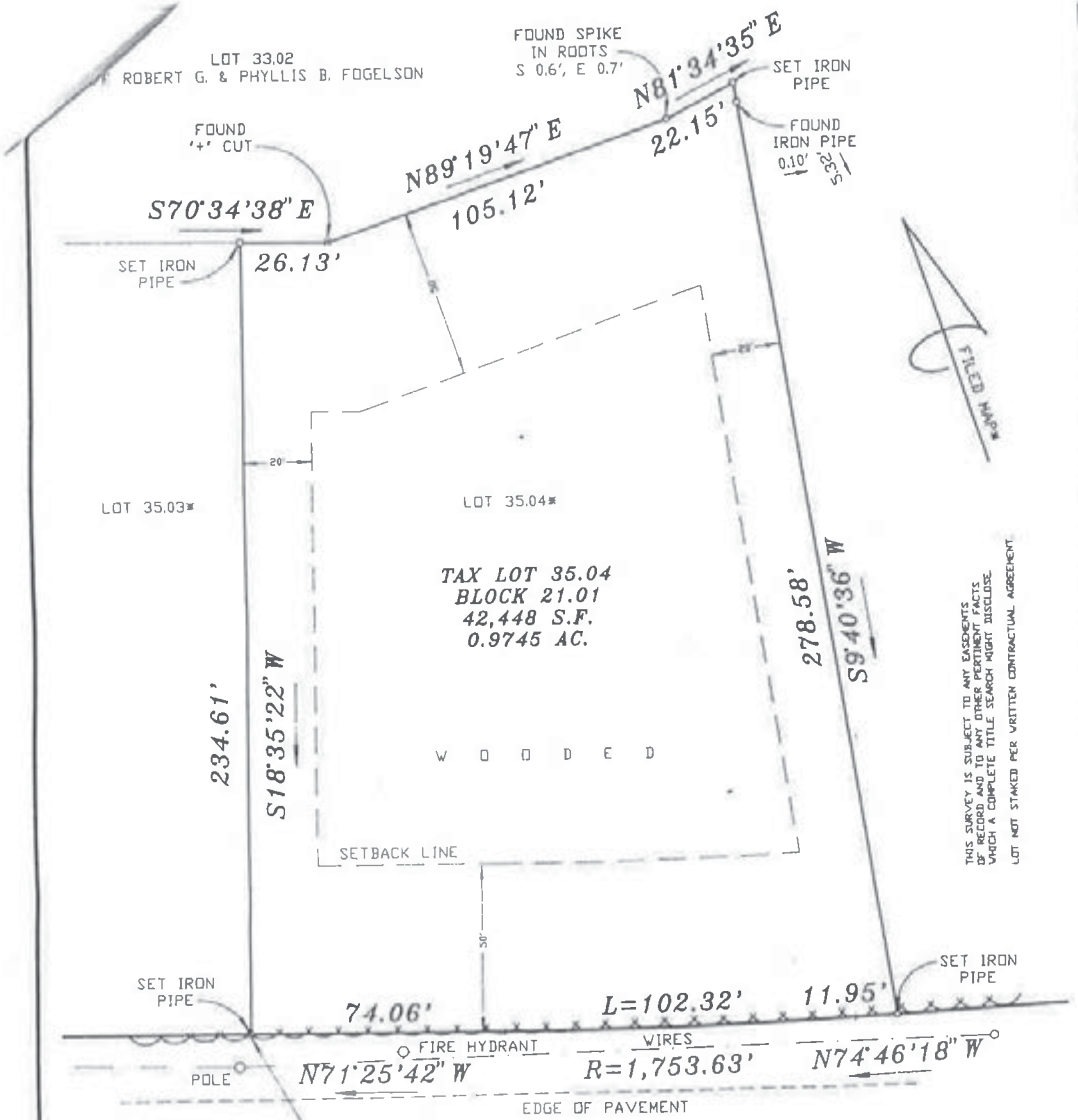 LOT 33.02
ROBERT G. & PHYLLIS B. FOGELSON
FOUND SPIKE
IN ROOTS
S 0.6', E 0.7'
N81°34'35" E
22.15'
SET IRON
PIPE
FOUND
IRON PIPE
0.10'
5.32'
FOUND
'+' CUT
N89°19'47" E
105.12'
S70°34'38" E
26.13'
SET IRON
PIPE
50'
20'
20'
FILED MAP*
LOT 35.03*
LOT 35.04*
TAX LOT 35.04
BLOCK 21.01
42,448 S.F.
0.9745 AC.
234.61'
S18°35'22" W
278.58'
S9°40'36" W
WOODED
SETBACK LINE
50'
THIS SURVEY IS SUBJECT TO ANY EASEMENTS
OF RECORD AND TO ANY OTHER PERTIMENT FACTS
WHICH A COMPLETE TITLE SEARCH MIGHT DISCLOSE.
LOT NOT STAKED PER WRITTEN CONTRACTUAL AGREEMENT
SET IRON
PIPE
74.06'
L=102.32'
11.95'
SET IRON
PIPE
FIRE HYDRANT
WIRES
POLE
N71°25'42" W
R=1,753.63'
N74°46'18" W
EDGE OF PAVEMENT